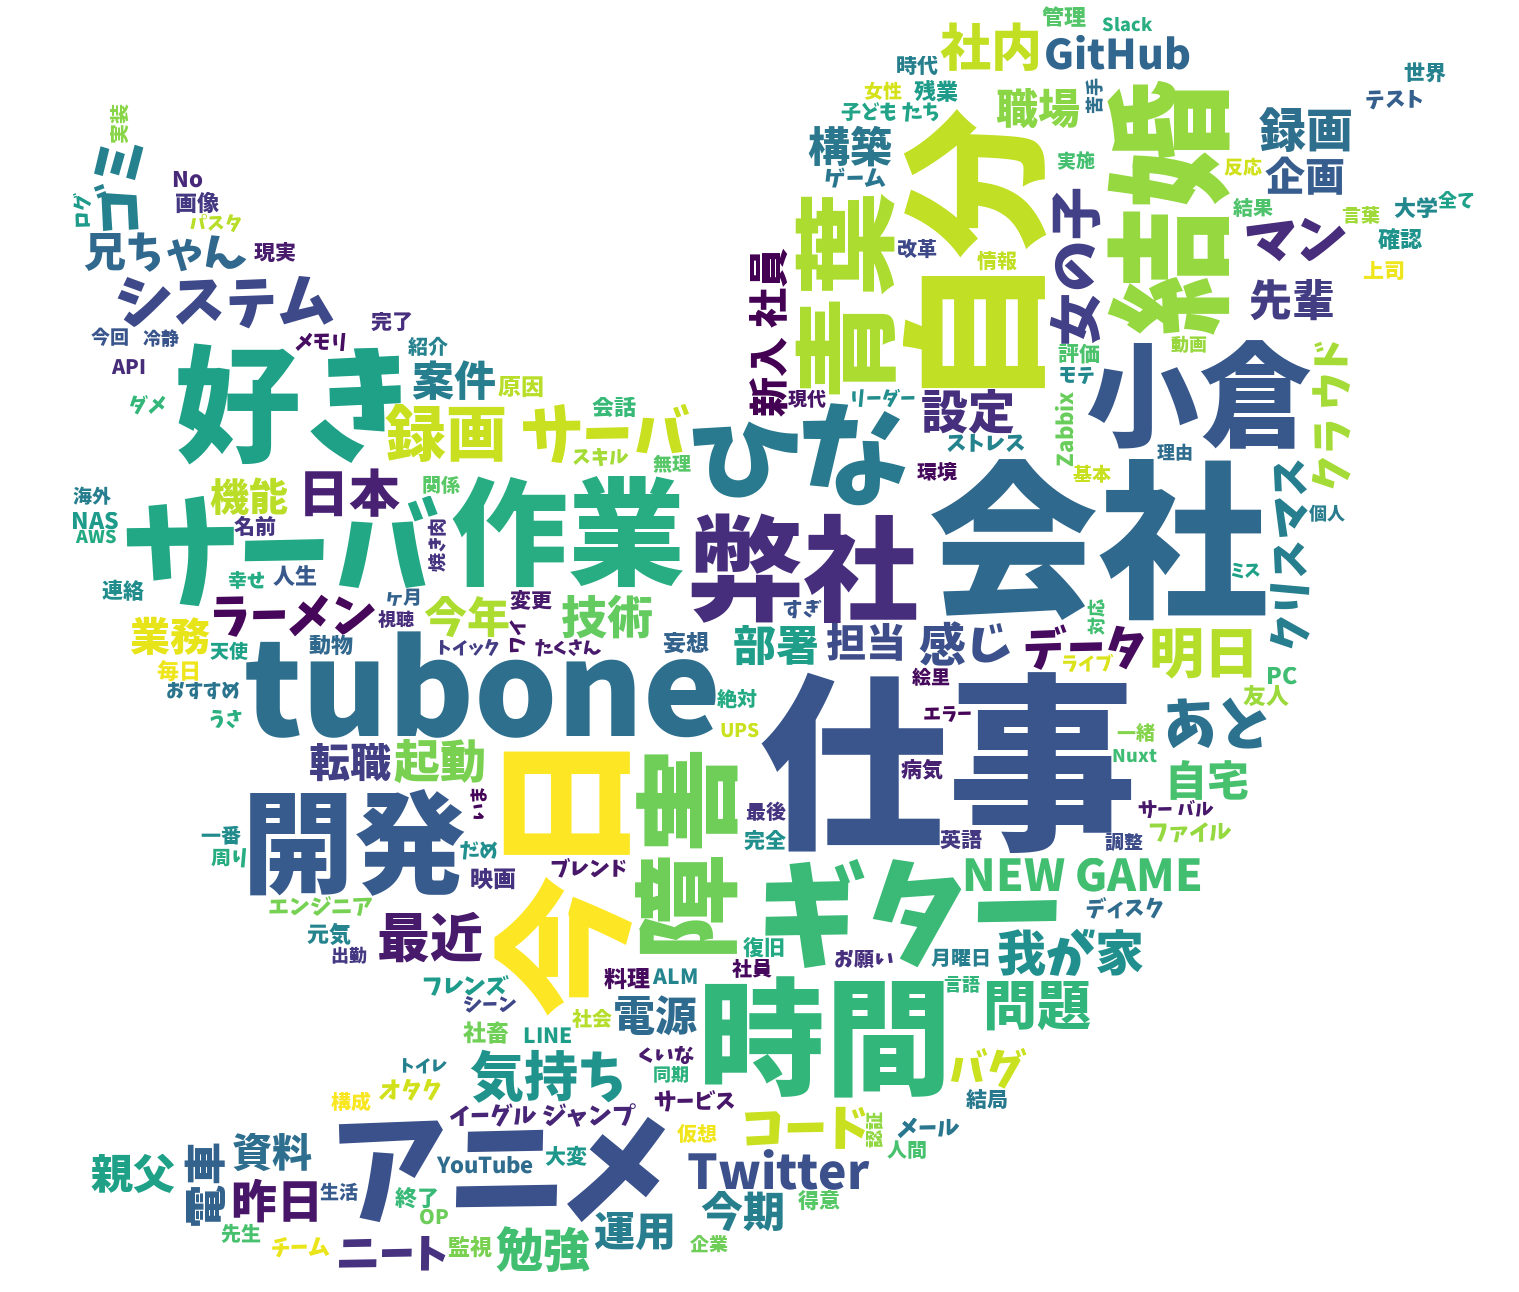 管理
Slack
社内
GitHub
時代
世界
女性
残業
苦手
テスト
子どもたち
職場
結婚
実装
録画
構築
自分
実施
反応
企画
ゴミ
ゲーム
No
画像
ログ
パスタ
青葉
女の子
結果
言葉
大学
全て
兄ちゃん
現実
改革
マン
確認
新入社員
情報
上司
システム
先輩
完了
今回
冷静
メモリ
紹介
動画
評価
小倉
クラウド
API
好き
案件
原因
モテ
現代
リーダー
設定
ダメ
会話
録画
サーバ
ひな
Zabbix
ストレス
理由
スキル
無理
環境
基本
会社
クリスマス
機能
日本
関係
作業
海外
NAS
名前
サーバ
焼き肉
弊社
個人
AWS
幸せ
人生
ミス
連絡
ラーメン
ケ月
視聴
今年
変更
技術
すぎ
対応
業務
動物
トイック
たくさん
妄想
部署
担当
感じ
データ
明日
天使
毎日
ライブ
おすすめ
tubone
絶対
仕事
絵里
PC
友人
うさ
UPS
エラー
あと
一緒
転職
起動
今日
障害
病気
Nuxt
自宅
開発
いま
最後
サーバル
一番
完全
英語
調整
ファイル
周り
だめ
映画
ブレンド
ギター
NEW GAME
エンジニア
ディスク
元気
最近
出勤
復旧
お願い
月曜日
我が家
フレンズ
料理
ALM
社員
時間
言語
問題
シーン
社会
電源
社畜
LINE
くいな
トイレ
気持ち
同期
バグ
オタク
構成
サービス
結局
イーグルジャンプ
アニメ
仮想
コード
認証
メール
人間
資料
電車
YouTube
大変
Twitter
親父
昨日
生活
終了
OP
今期
得意
先生
チーム
ニート
監視
勉強
運用
企業